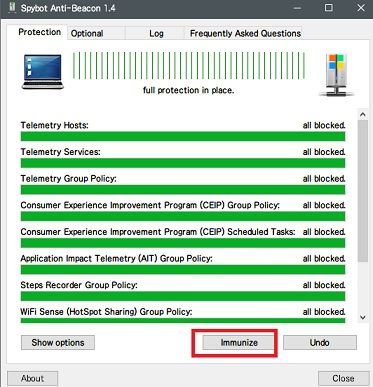 Spybot Anti-Beacon 1.4
Protection Optional Log Frequently Asked Questions
full protection in place.
Telemetry Hosts: all blocked.
Telemetry Services: all blocked.
Telemetry Group Policy: all blocked.
Consumer Experience Improvement Program (CEIP) Group Policy: all blocked.
Consumer Experience Improvement Program (CEIP) Scheduled Tasks: all blocked.
Application Impact Telemetry (AIT) Group Policy: all blocked.
Steps Recorder Group Policy: all blocked.
WiFi Sense (HotSpot Sharing) Group Policy: all blocked.
Show options Immunize Undo
About Close